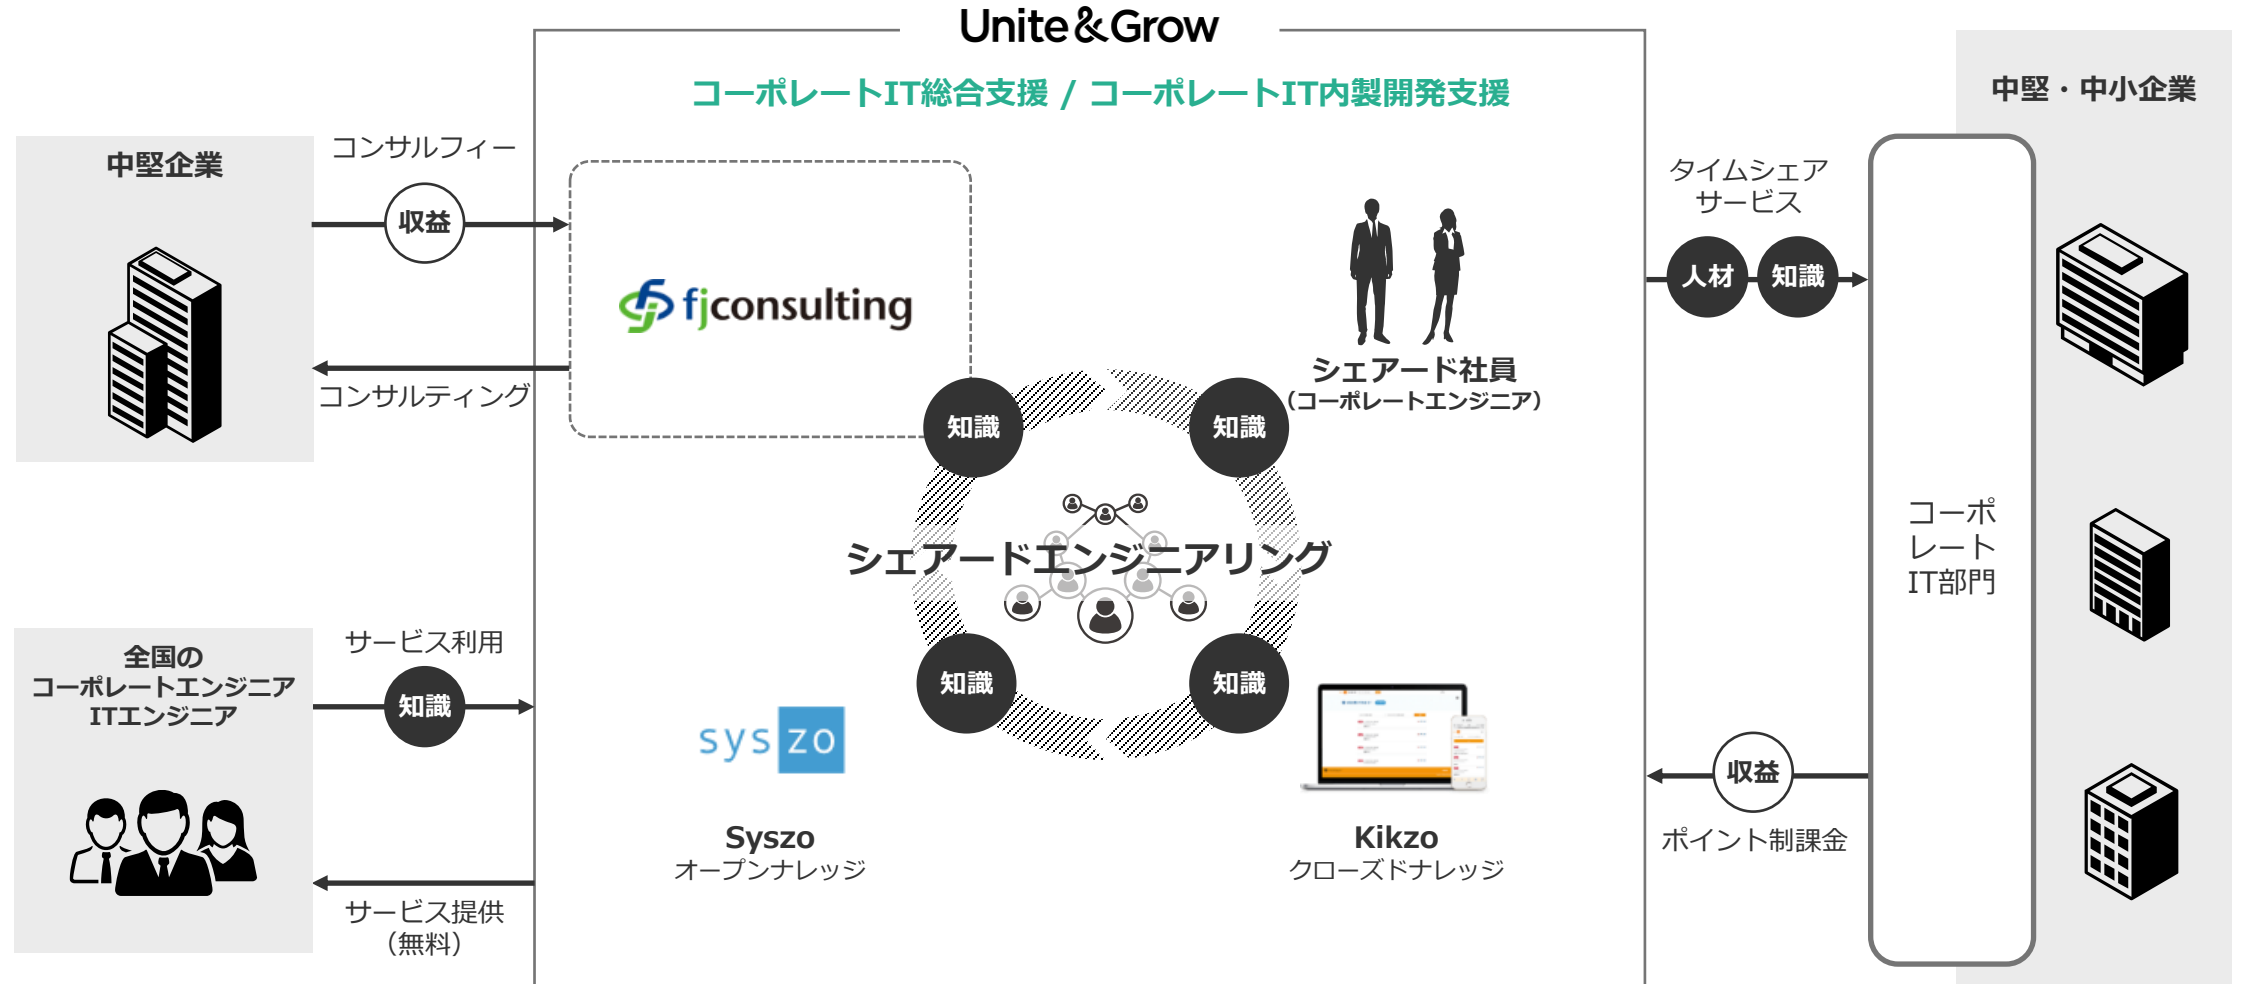 Unite&Grow
コーポレートIT総合支援 / コーポレートIT内製開発支援
中堅企業
コンサルフィー
収益
コンサルティング
fjconsulting
シェアード社員
（コーポレートエンジニア）
知識
知識
シェアードエンジニアリング
知識
知識
全国の
コーポレートエンジニア
ITエンジニア
サービス利用
知識
サービス提供
（無料）
syszo
Syszo
オープンナレッジ
Kikzo
クローズドナレッジ
タイムシェア
サービス
人材
知識
収益
ポイント制課金
中堅・中小企業
コーポ
レート
IT部門